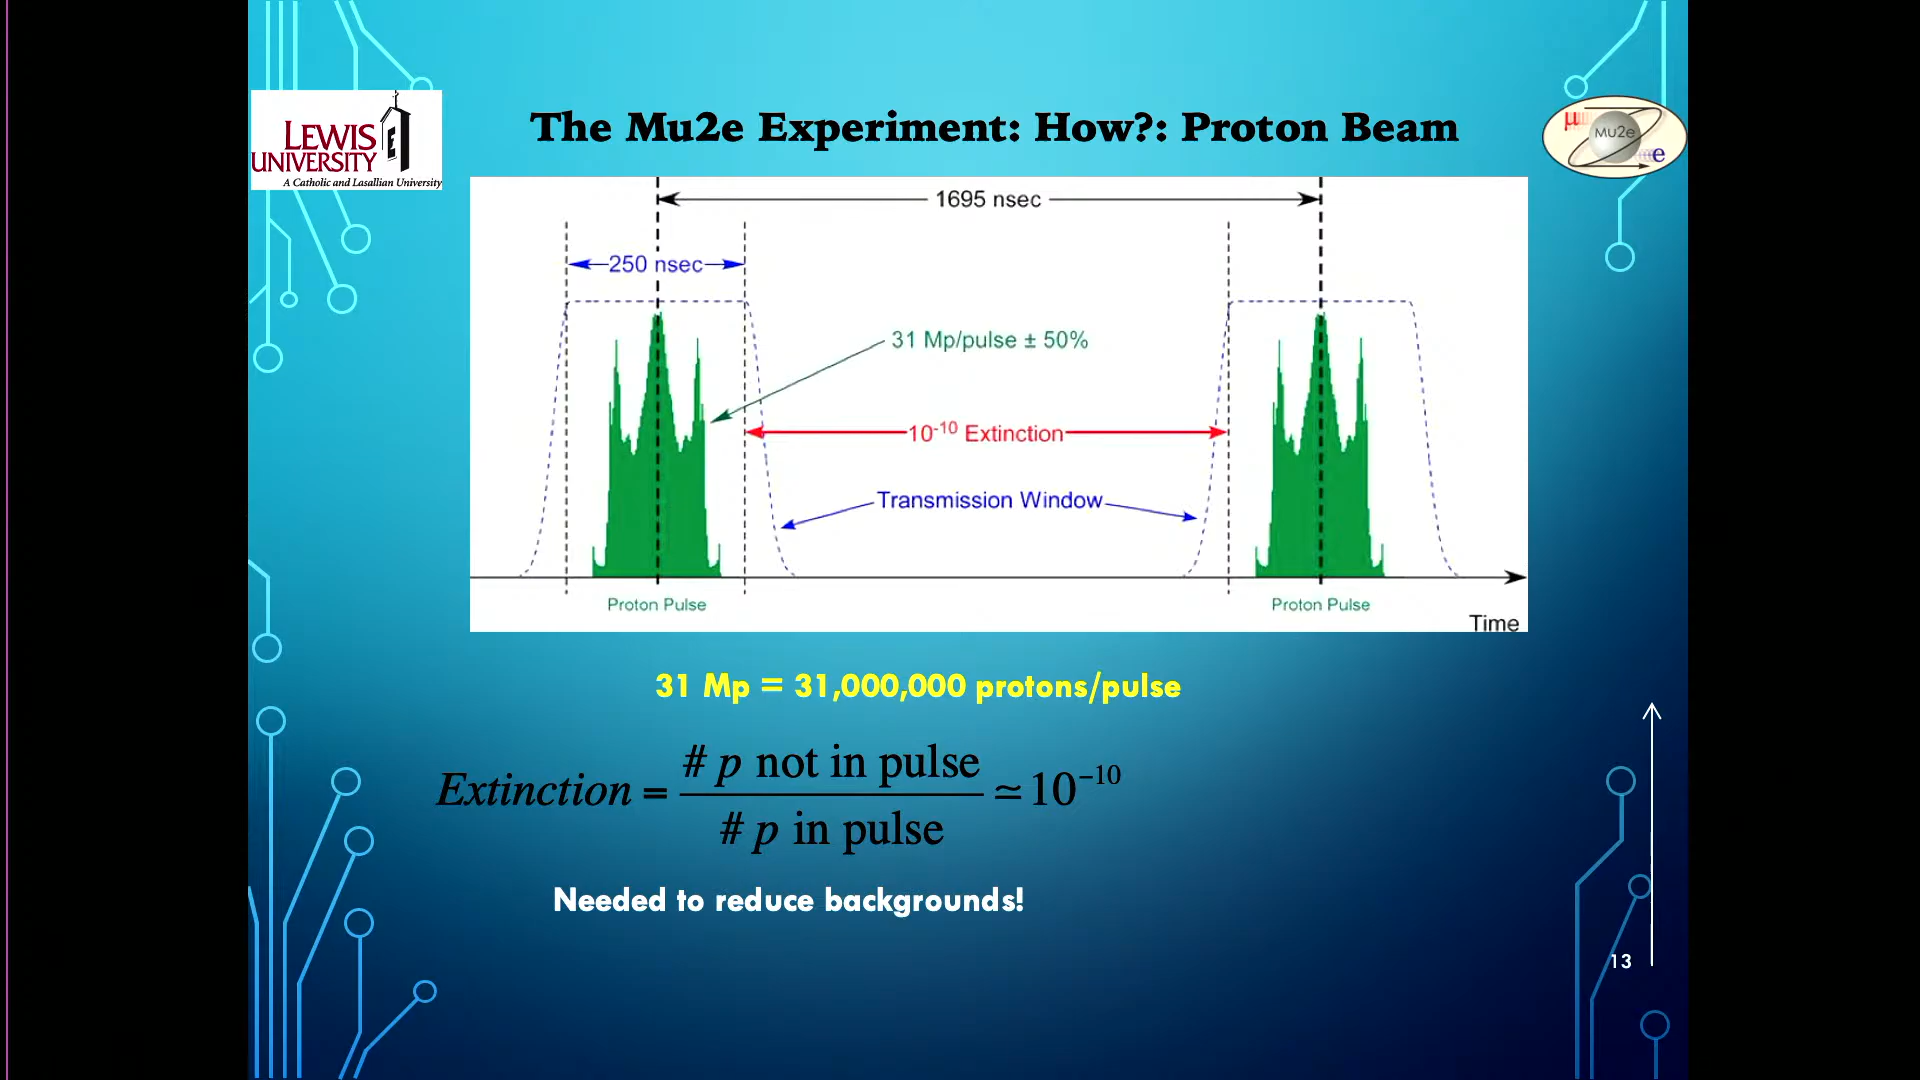 The Mu2e Experiment: How?: Proton Beam
LEWIS
UNIVERSITY
A Catholic and Lasallian University
μ
Mu2e
e
1695 nsec
250 nsec
31 Mp/pulse ± 50%
10⁻¹⁰ Extinction
Transmission Window
Proton Pulse
Proton Pulse
Time
31 Mp = 31,000,000 protons/pulse
Extinction = # p not in pulse / # p in pulse ≃ 10⁻¹⁰
Needed to reduce backgrounds!
13